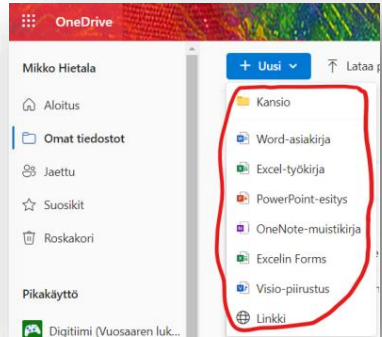 OneDrive
Mikko Hietala
Aloitus
Omat tiedostot
Jaettu
Suosikit
Roskakori
Pikakäyttö
Digitiimi (Vuosaaren luk...
Uusi
Lataa
Kansio
Word-asiakirja
Excel-työkirja
PowerPoint-esitys
OneNote-muistikirja
Excelin Forms
Visio-piirustus
Linkki